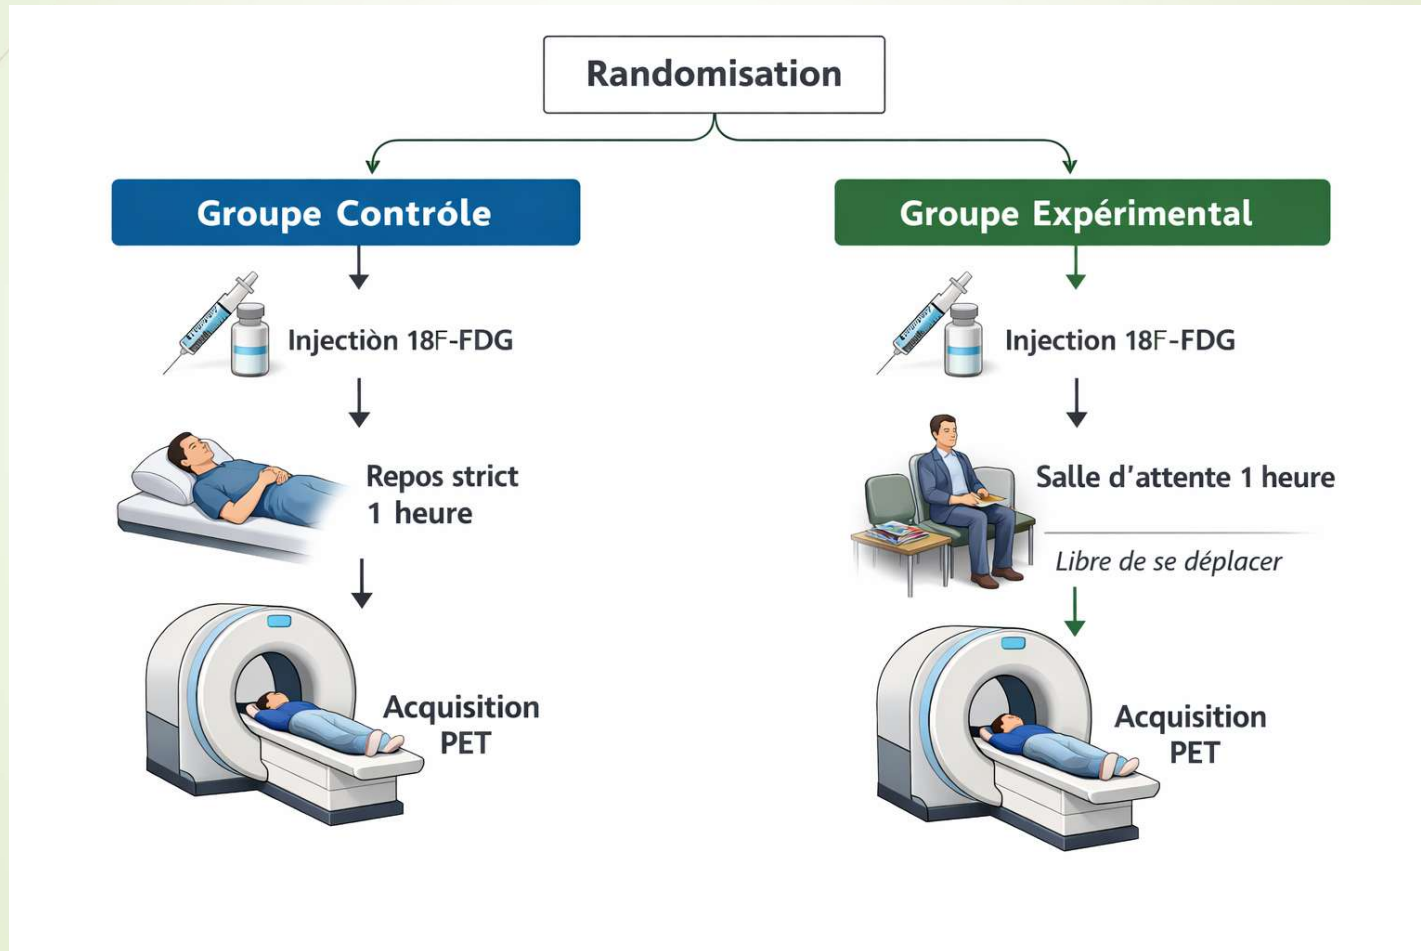 Randomisation
Groupe Contróle
Injectiòn 18F-FDG
Repos strict
1 heure
Acquisition
PET
Groupe Expérimental
Injection 18F-FDG
Salle d'attente 1 heure
Libre de se déplacer
Acquisition
PET